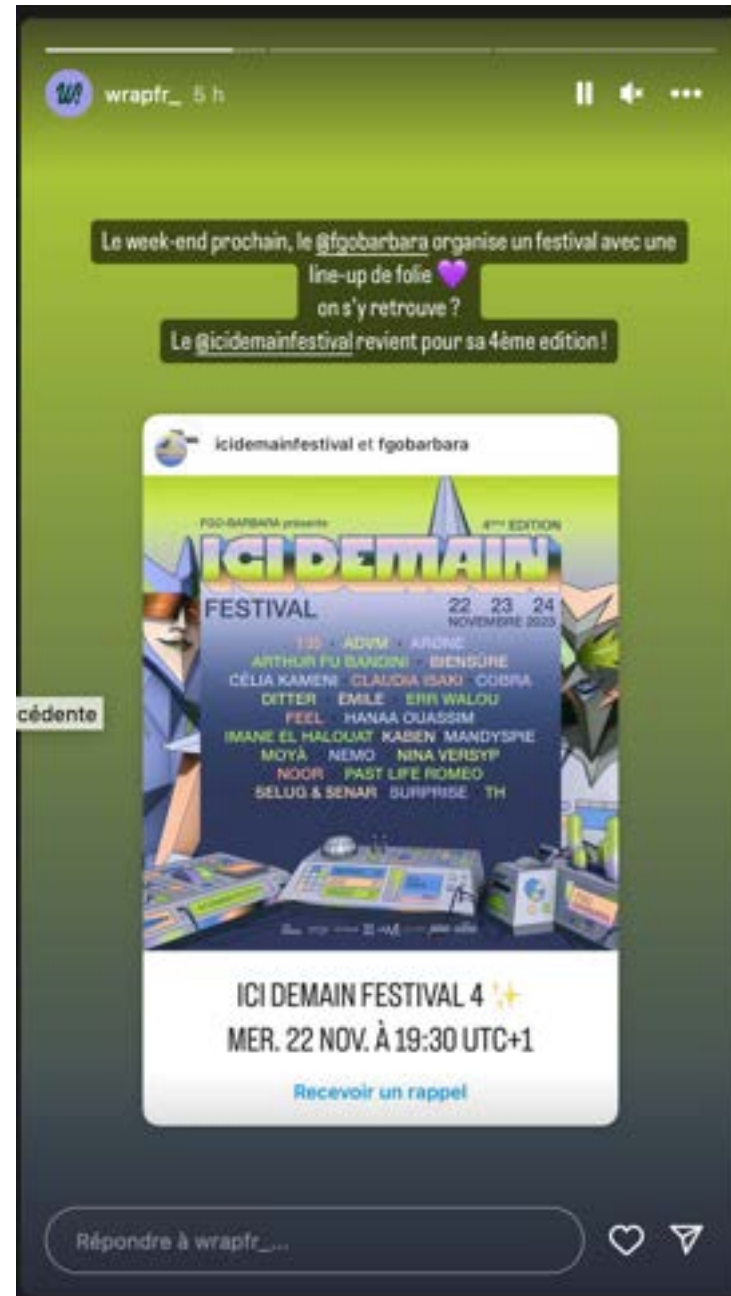 W!
wrapfr_ 5 h
Le week-end prochain, le @fgobarbara organise un festival avec une
line-up de folie 💜
on s'y retrouve ?
Le @icidemainfestival revient pour sa 4ème edition !
icidemainfestival et fgobarbara
FGO-BARBARA présente
4ème EDITION
ICI DEMAIN
FESTIVAL
22 23 24
NOVEMBRE 2023
135 · ADVM · ARONE
ARTHUR FU BANDINI · BIENSÜRE
CÉLIA KAMENI CLAUDIA ISAKI COBRA
DITTER EMILE ERR WALOU
FEEL HANAA OUASSIM
IMANE EL HALOUAT KABEN MANDYSPIE
MOYÀ NEMO NINA VERSYP
NOOR PAST LIFE ROMEO
SELUG & SENAR SURPRISE TH
cédente
ICI DEMAIN FESTIVAL 4 ✨
MER. 22 NOV. À 19:30 UTC+1
Recevoir un rappel
Répondre à wrapfr_...